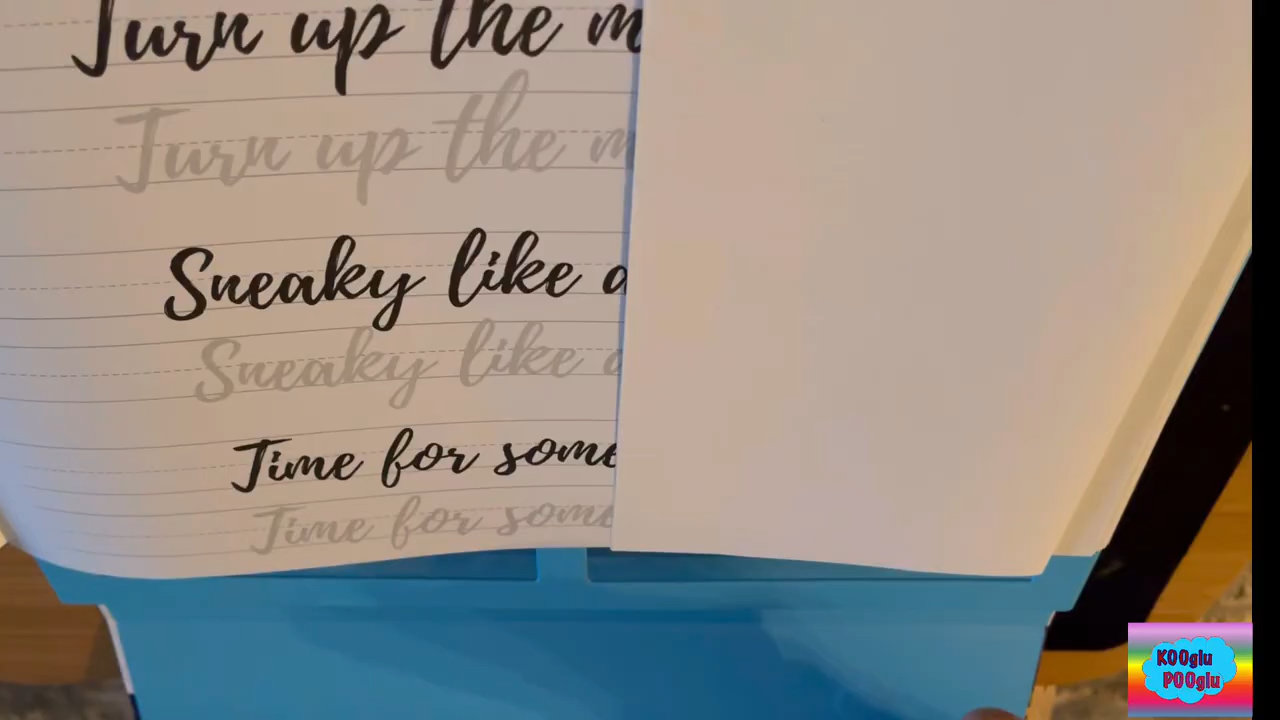 Turn up the m
Turn up the m
Sneaky like a
Sneaky like a
Time for some
Time for some
KOOglu
POOglu